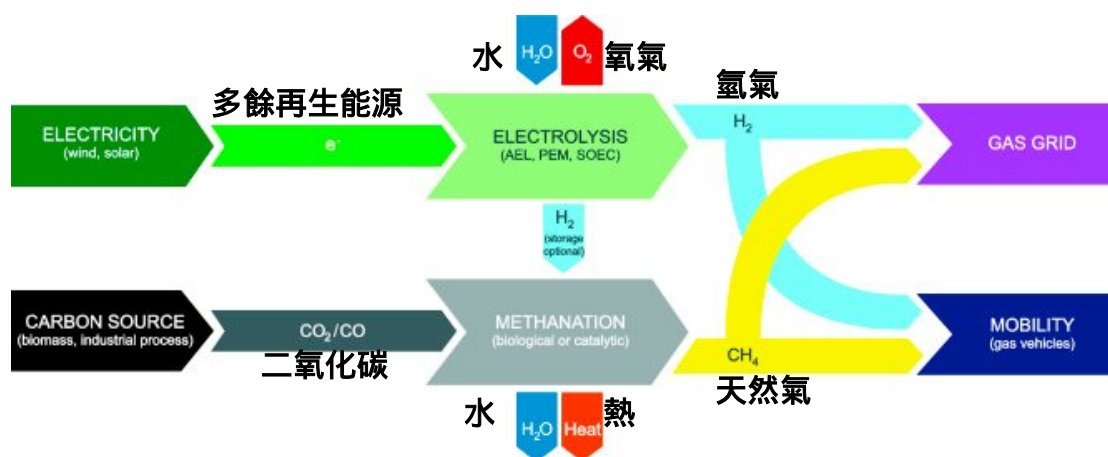 水 H₂O O₂ 氧氣
多餘再生能源
氫氣
ELECTRICITY
(wind, solar)
e⁻
ELECTROLYSIS
(AEL, PEM, SOEC)
H₂
GAS GRID
H₂
(storage
optional)
CARBON SOURCE
(biomass, industrial process)
CO₂/CO
二氧化碳
METHANATION
(biological or catalytic)
CH₄
天然氣
MOBILITY
(gas vehicles)
水 H₂O Heat 熱